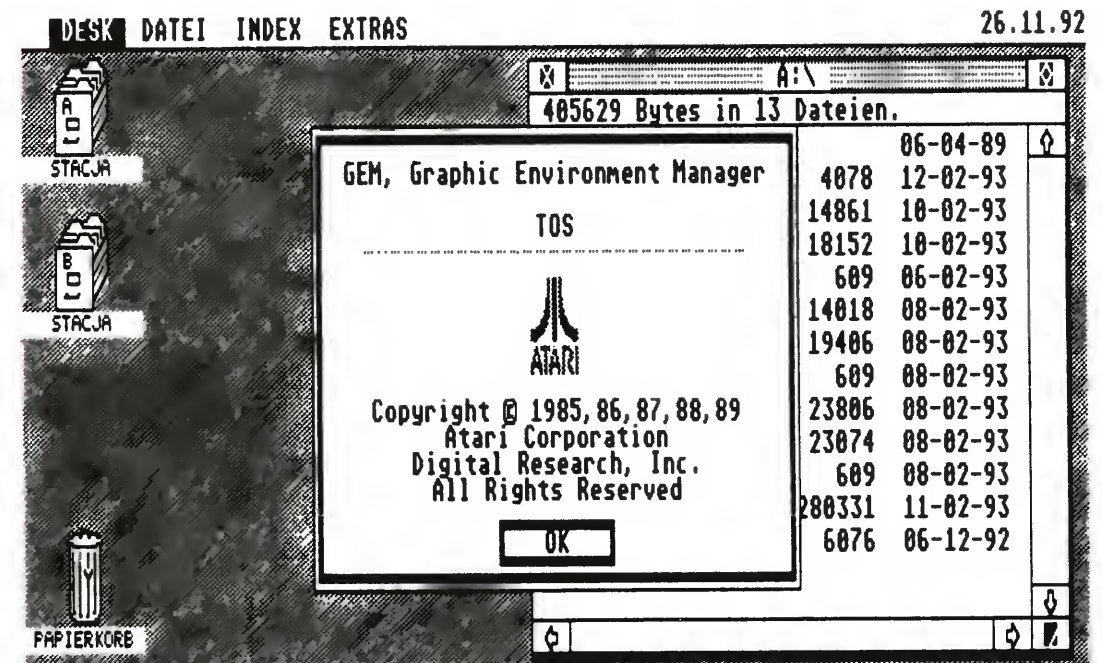 DESK DATEI INDEX EXTRAS 26.11.92
A
STACJA
B
STACJA
PAPIERKORB
A:\
405629 Bytes in 13 Dateien.
06-04-89
4078 12-02-93
14861 10-02-93
18152 10-02-93
609 06-02-93
14018 08-02-93
19406 08-02-93
609 08-02-93
23806 08-02-93
23074 08-02-93
609 08-02-93
280331 11-02-93
6076 06-12-92
GEM, Graphic Environment Manager
TOS
ATARI
Copyright © 1985,86,87,88,89
Atari Corporation
Digital Research, Inc.
All Rights Reserved
OK